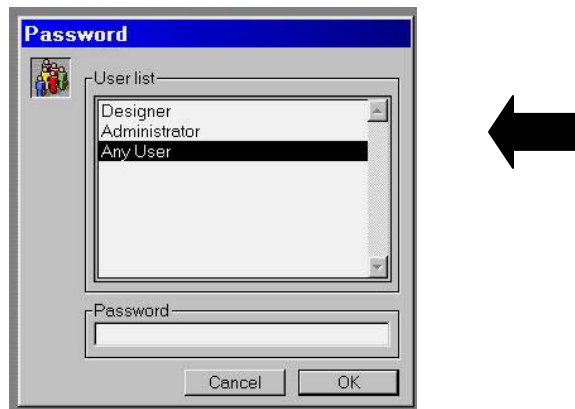 Password
User list
Designer
Administrator
Any User
Password
Cancel OK